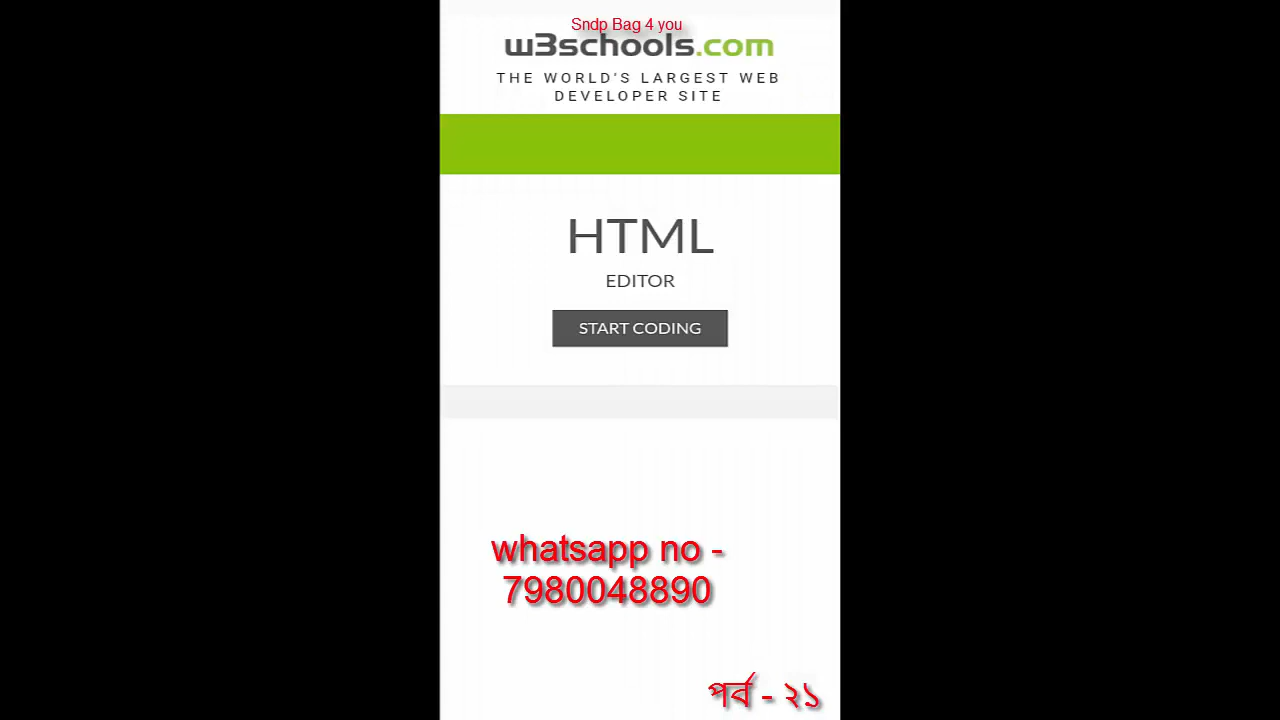 Sndp Bag 4 you
w3schools.com
THE WORLD'S LARGEST WEB
DEVELOPER SITE
HTML
EDITOR
START CODING
whatsapp no -
7980048890
পর্ব - ২১